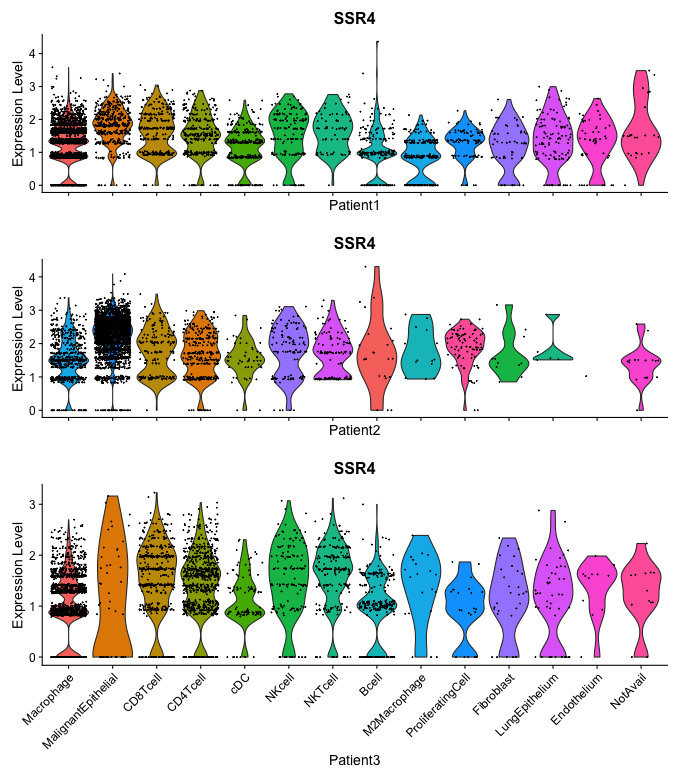 SSR4
Expression Level
4
3
2
1
0
Patient1
SSR4
Expression Level
4
3
2
1
0
Patient2
SSR4
Expression Level
3
2
1
0
Macrophage
MalignantEpithelial
CD8Tcell
CD4Tcell
cDC
NKcell
NKTcell
Bcell
M2Macrophage
ProliferatingCell
Fibroblast
LungEpithelium
Endothelium
NotAvail
Patient3